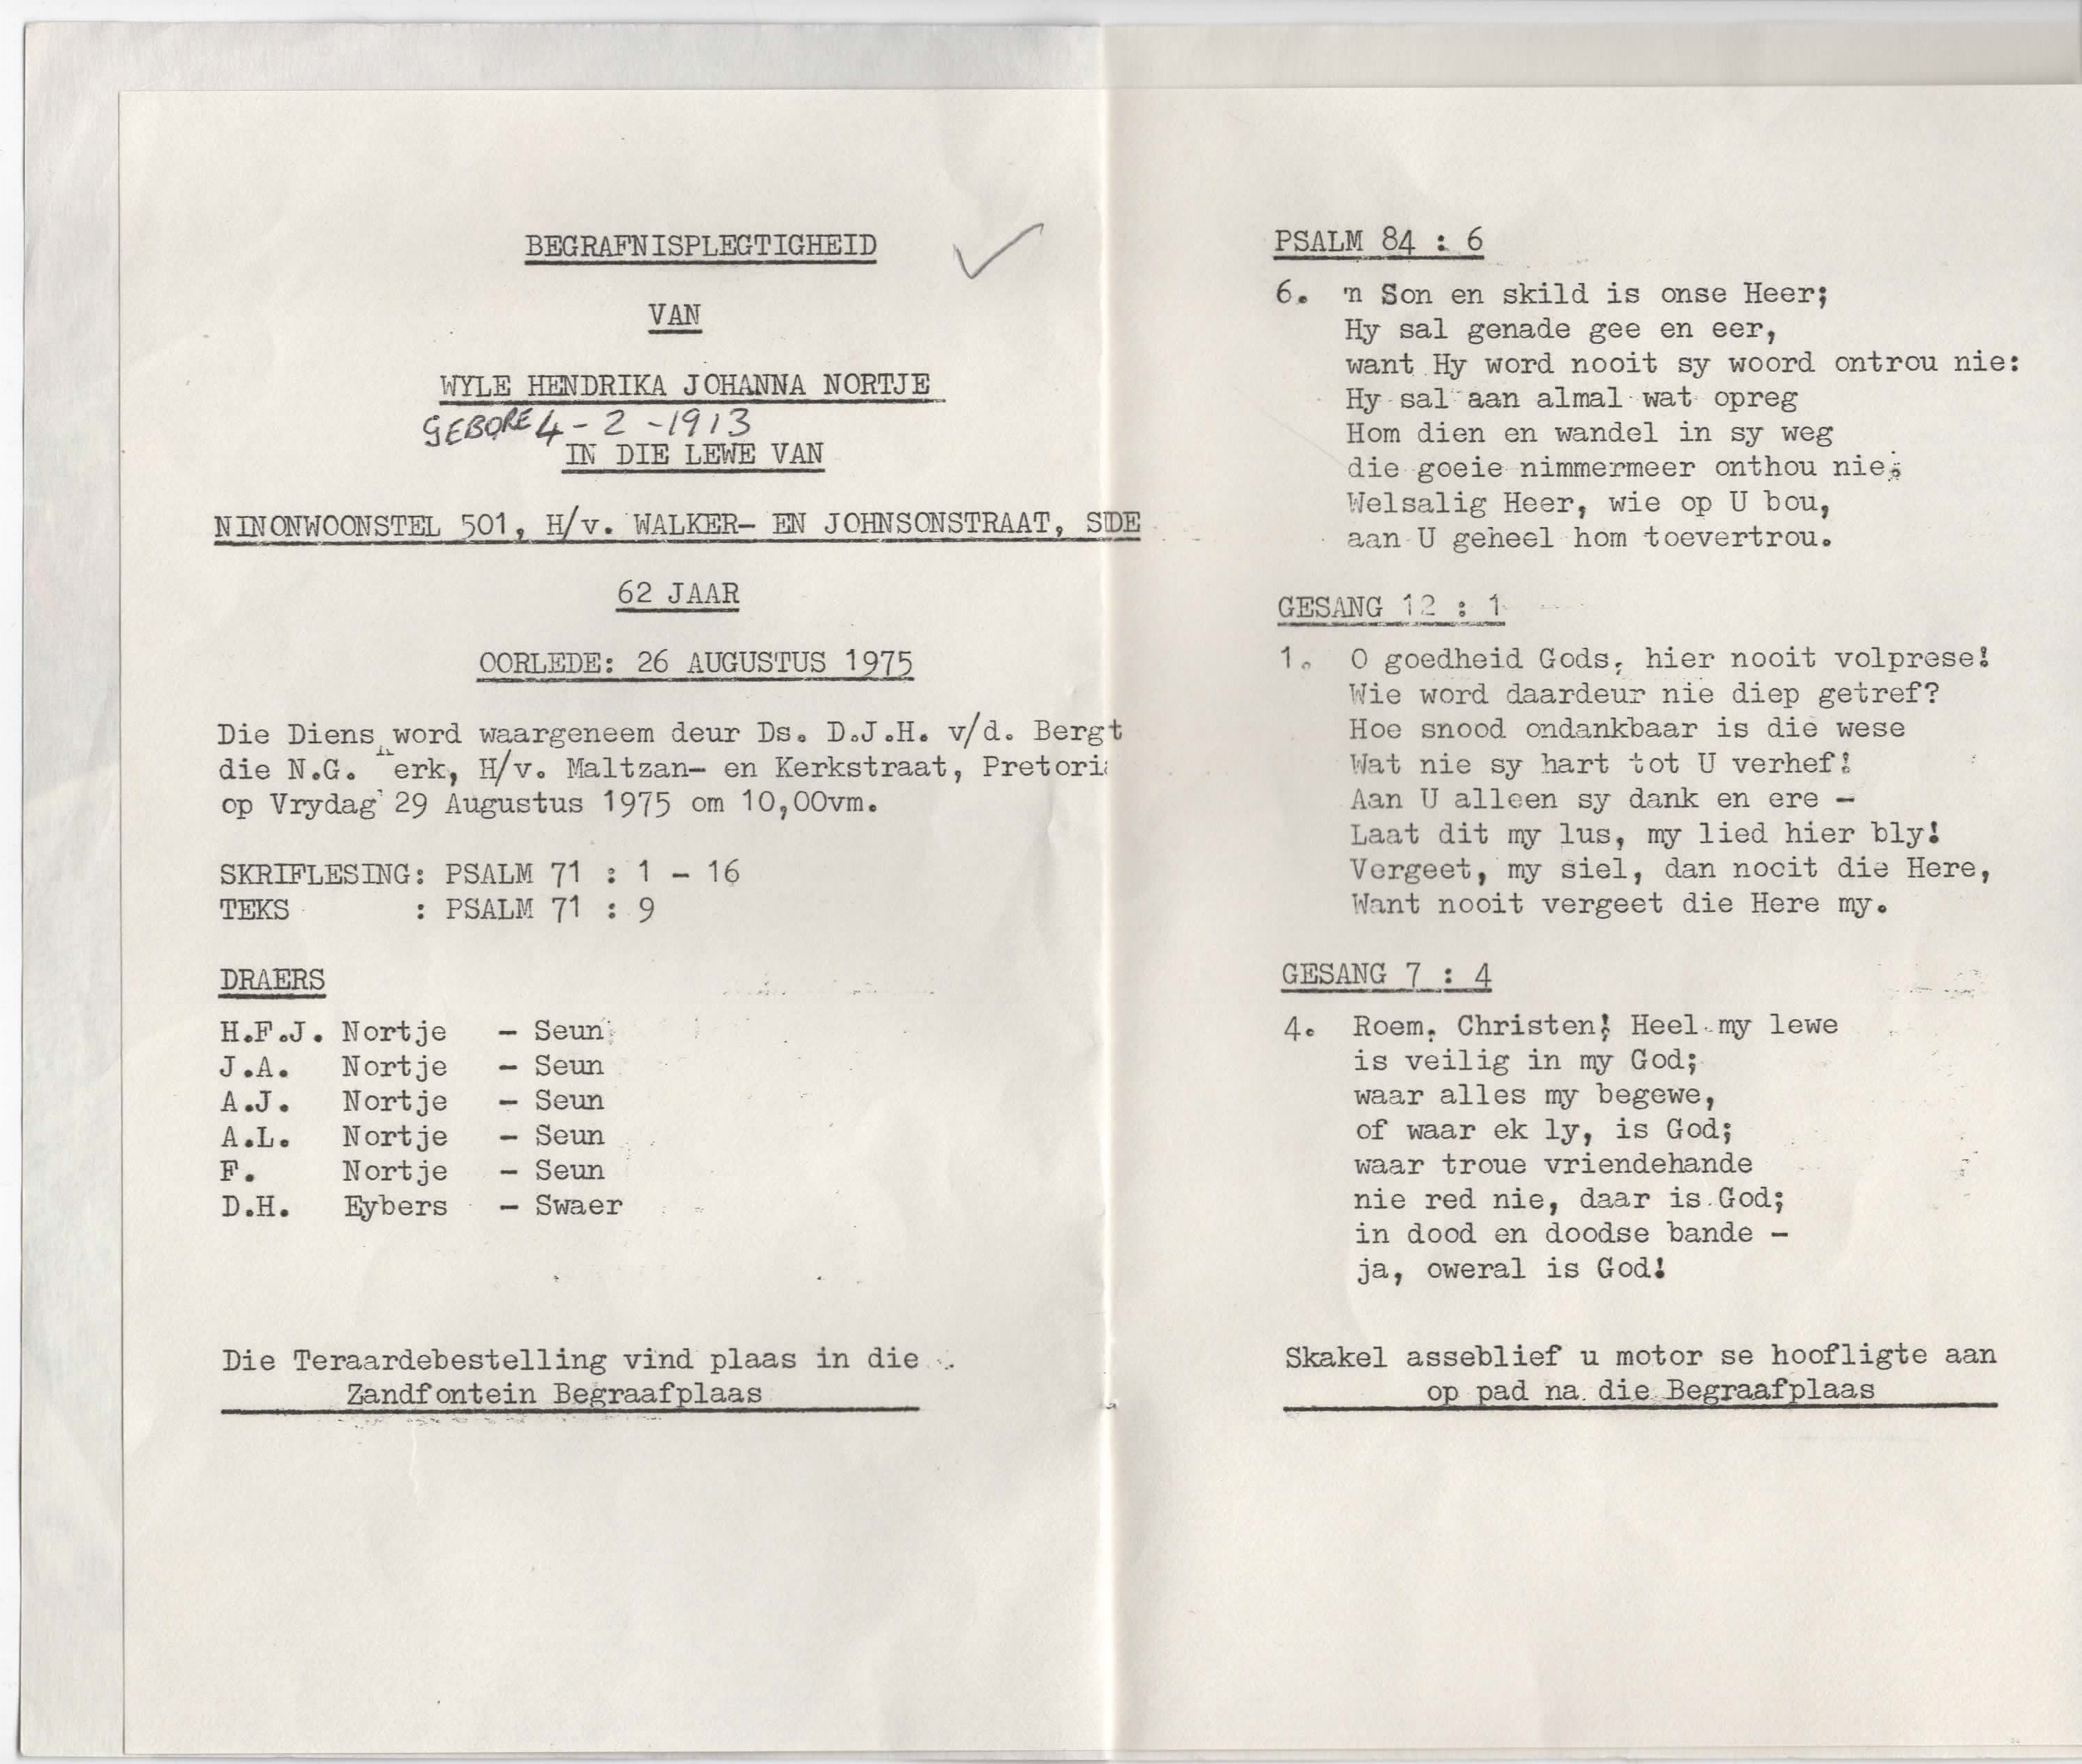 BEGRAFNISPLEGTIGHEID
VAN
WYLE HENDRIKA JOHANNA NORTJE
GEBORE 4-2-1913
IN DIE LEWE VAN
NINONWOONSTEL 501, H/v. WALKER- EN JOHNSONSTRAAT, SIDE
62 JAAR
OORLEDE: 26 AUGUSTUS 1975
Die Diens word waargeneem deur Ds. D.J.H. v/d. Bergt
die N.G. Kerk, H/v. Maltzan- en Kerkstraat, Pretoria
op Vrydag 29 Augustus 1975 om 10,00vm.
SKRIFLESING: PSALM 71 : 1 - 16
TEKS : PSALM 71 : 9
DRAERS
H.F.J. Nortje - Seun
J.A. Nortje - Seun
A.J. Nortje - Seun
A.L. Nortje - Seun
F. Nortje - Seun
D.H. Eybers - Swaer
Die Teraardebestelling vind plaas in die
Zandfontein Begraafplaas
PSALM 84 : 6
6. 'n Son en skild is onse Heer;
Hy sal genade gee en eer,
want Hy word nooit sy woord ontrou nie:
Hy sal aan almal wat opreg
Hom dien en wandel in sy weg
die goeie nimmermeer onthou nie;
Welsalig Heer, wie op U bou,
aan U geheel hom toevertrou.
GESANG 12 : 1
1. O goedheid Gods, hier nooit volprese!
Wie word daardeur nie diep getref?
Hoe snood ondankbaar is die wese
Wat nie sy hart tot U verhef!
Aan U alleen sy dank en ere -
Laat dit my lus, my lied hier bly!
Vergeet, my siel, dan nooit die Here,
Want nooit vergeet die Here my.
GESANG 7 : 4
4. Roem, Christen! Heel my lewe
is veilig in my God;
waar alles my begewe,
of waar ek ly, is God;
waar troue vriendehande
nie red nie, daar is God;
in dood en doodse bande -
ja, oweral is God!
Skakel asseblief u motor se hoofligte aan
op pad na die Begraafplaas